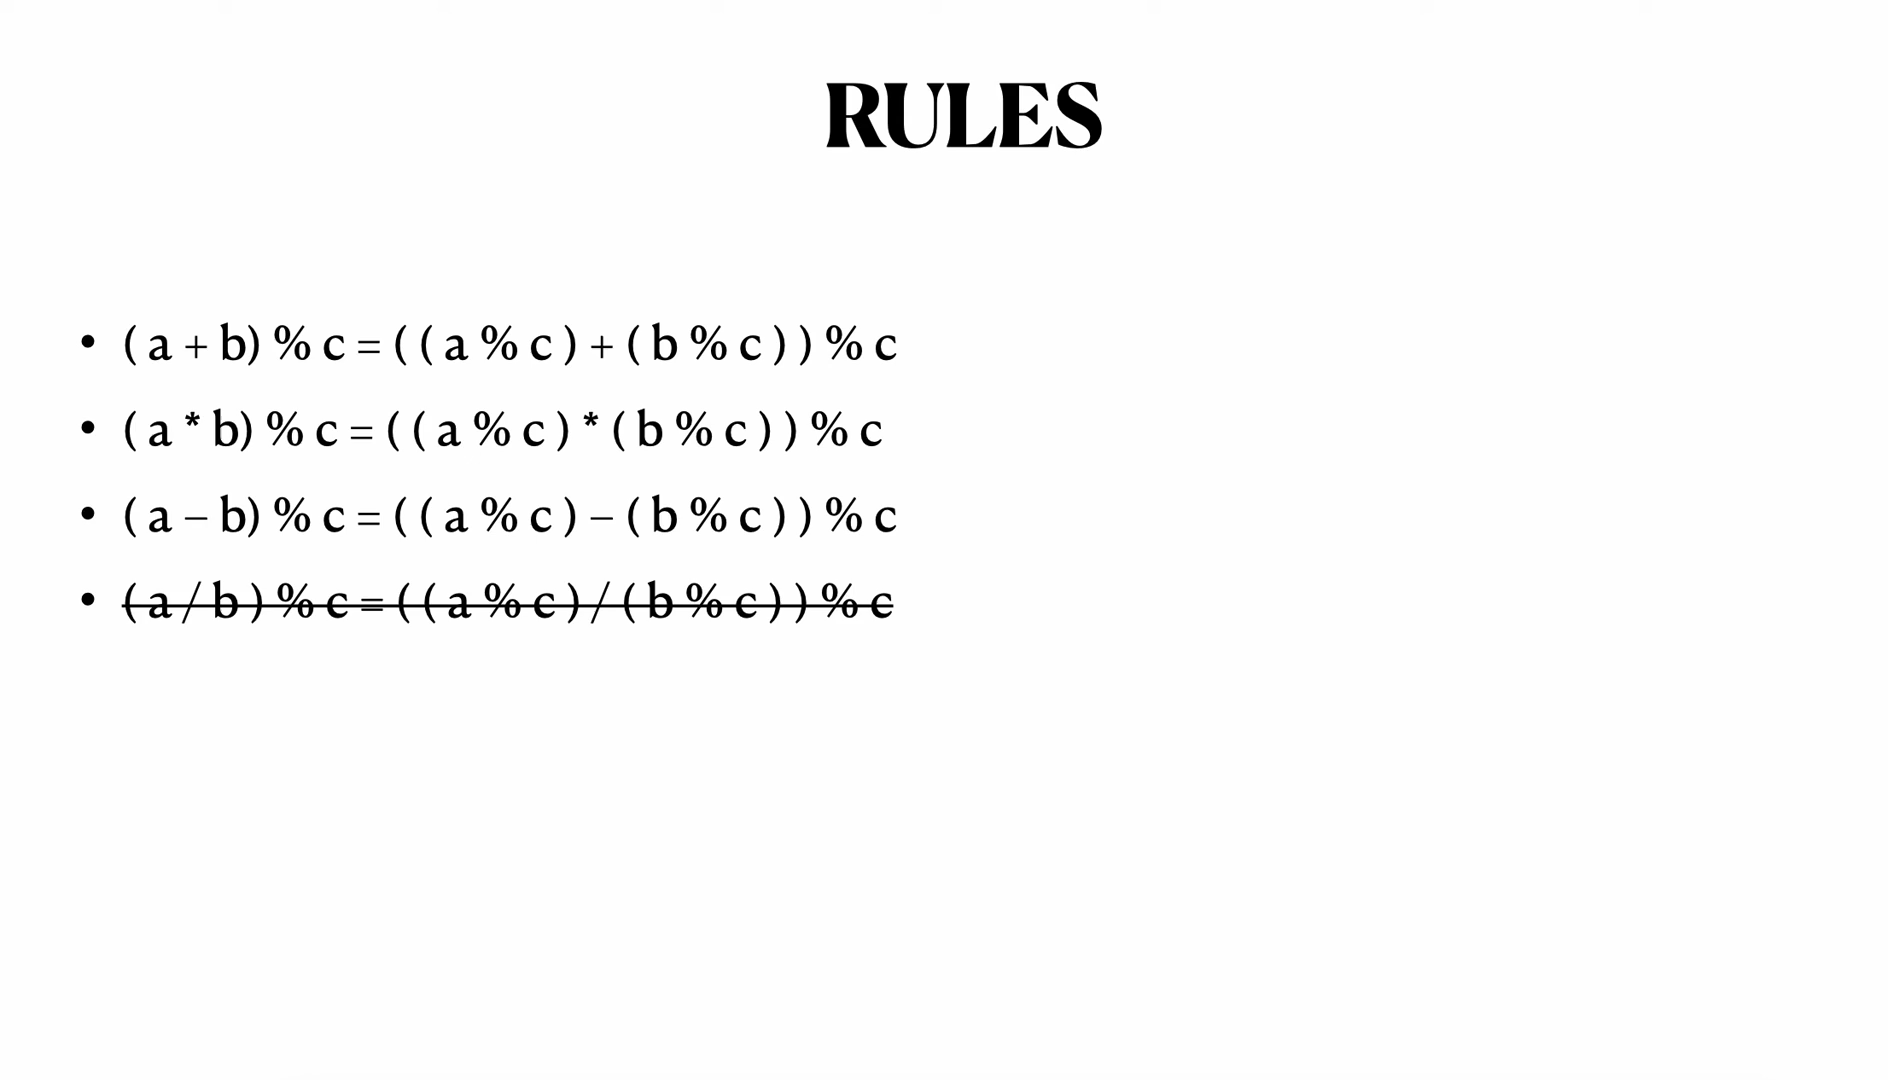 RULES
• ( a + b) % c = ( ( a % c ) + ( b % c ) ) % c
• ( a * b) % c = ( ( a % c ) * ( b % c ) ) % c
• ( a – b) % c = ( ( a % c ) – ( b % c ) ) % c
• ( a / b ) % c = ( ( a % c ) / ( b % c ) ) % c